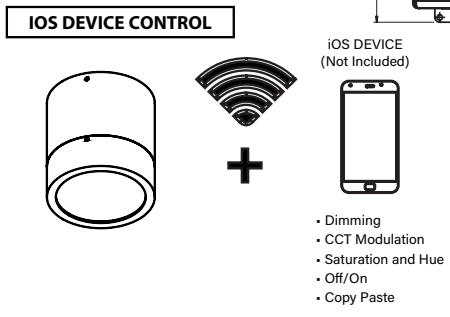 IOS DEVICE CONTROL
iOS DEVICE
(Not Included)
▪ Dimming
▪ CCT Modulation
▪ Saturation and Hue
▪ Off/On
▪ Copy Paste